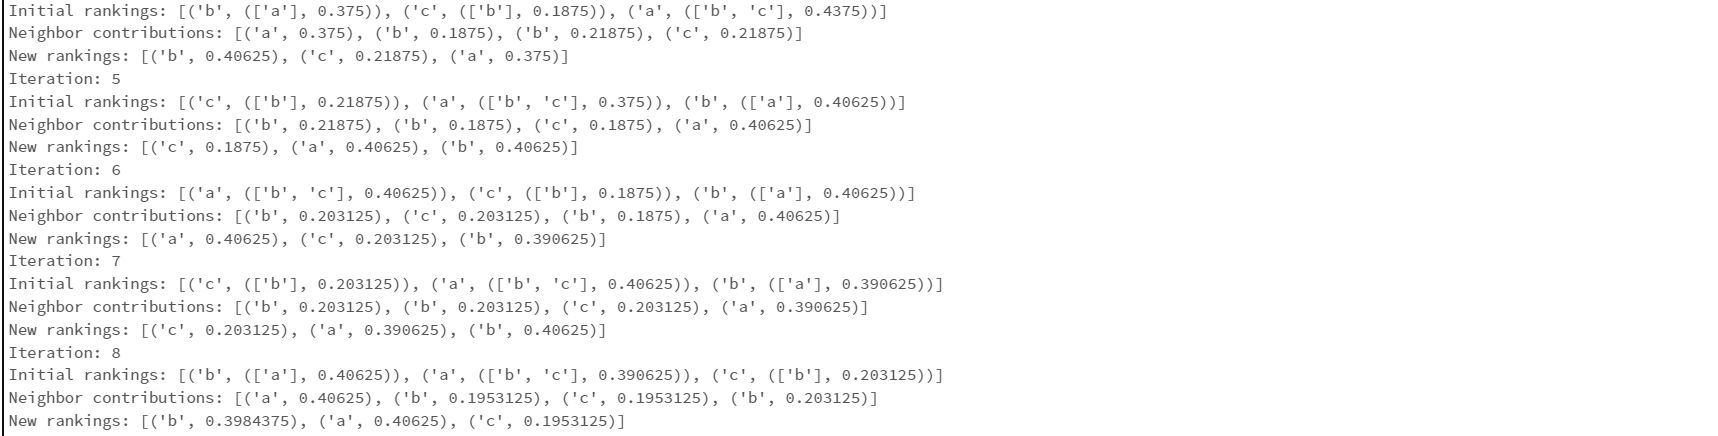 Initial rankings: [('b', (['a'], 0.375)), ('c', (['b'], 0.1875)), ('a', (['b', 'c'], 0.4375))]
Neighbor contributions: [('a', 0.375), ('b', 0.1875), ('b', 0.21875), ('c', 0.21875)]
New rankings: [('b', 0.40625), ('c', 0.21875), ('a', 0.375)]
Iteration: 5
Initial rankings: [('c', (['b'], 0.21875)), ('a', (['b', 'c'], 0.375)), ('b', (['a'], 0.40625))]
Neighbor contributions: [('b', 0.21875), ('b', 0.1875), ('c', 0.1875), ('a', 0.40625)]
New rankings: [('c', 0.1875), ('a', 0.40625), ('b', 0.40625)]
Iteration: 6
Initial rankings: [('a', (['b', 'c'], 0.40625)), ('c', (['b'], 0.1875)), ('b', (['a'], 0.40625))]
Neighbor contributions: [('b', 0.203125), ('c', 0.203125), ('b', 0.1875), ('a', 0.40625)]
New rankings: [('a', 0.40625), ('c', 0.203125), ('b', 0.390625)]
Iteration: 7
Initial rankings: [('c', (['b'], 0.203125)), ('a', (['b', 'c'], 0.40625)), ('b', (['a'], 0.390625))]
Neighbor contributions: [('b', 0.203125), ('b', 0.203125), ('c', 0.203125), ('a', 0.390625)]
New rankings: [('c', 0.203125), ('a', 0.390625), ('b', 0.40625)]
Iteration: 8
Initial rankings: [('b', (['a'], 0.40625)), ('a', (['b', 'c'], 0.390625)), ('c', (['b'], 0.203125))]
Neighbor contributions: [('a', 0.40625), ('b', 0.1953125), ('c', 0.1953125), ('b', 0.203125)]
New rankings: [('b', 0.3984375), ('a', 0.40625), ('c', 0.1953125)]